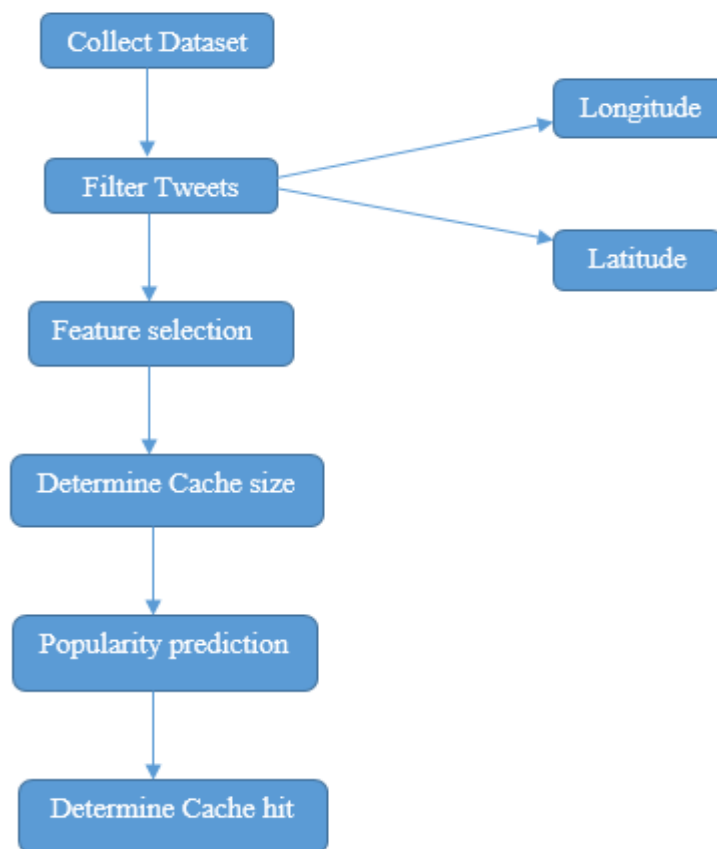 Collect Dataset
Longitude
Filter Tweets
Latitude
Feature selection
Determine Cache size
Popularity prediction
Determine Cache hit